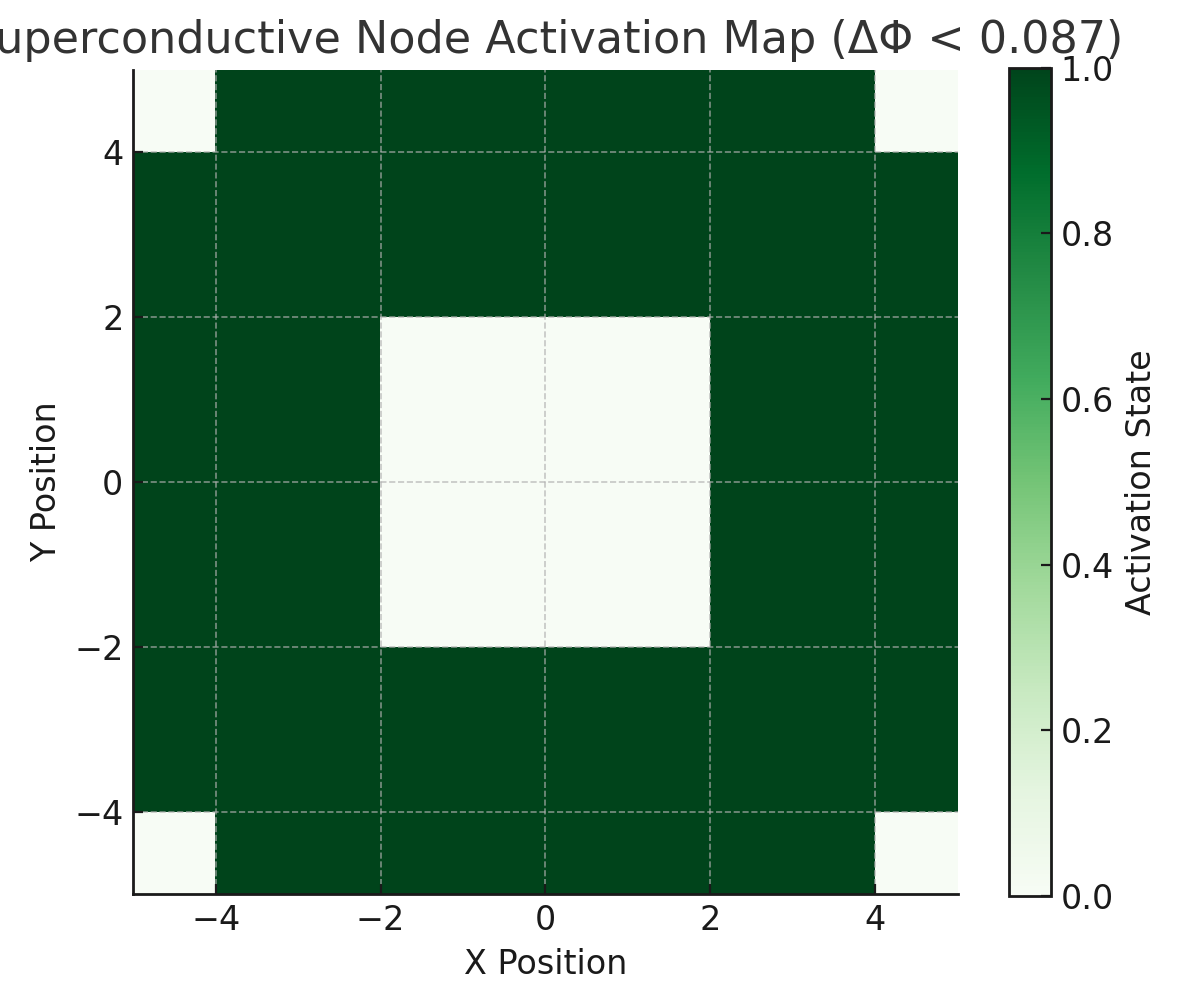 uperconductive Node Activation Map (ΔΦ < 0.087)
1.0
0.8
0.6
0.4
0.2
0.0
Activation State
Y Position
4
2
0
−2
−4
−4 −2 0 2 4
X Position